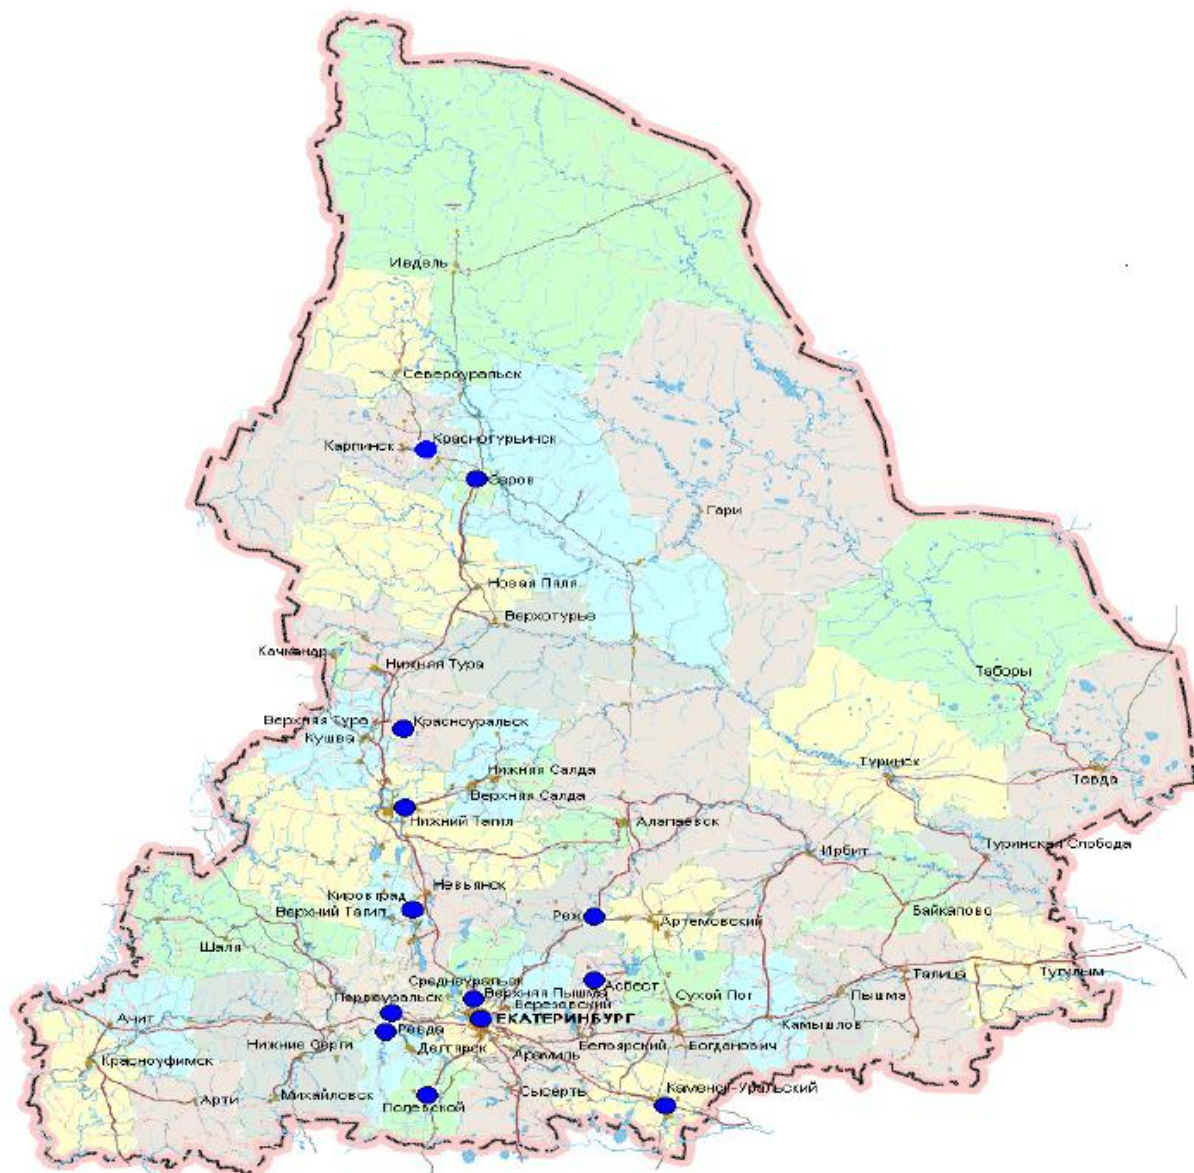 Ивдель
Североуральск
Краснотурьинск
Карпинск
Серов
Гари
Новая Ляля
Верхотурье
Качканар
Нижняя Тура
Таборы
Верхняя Тура
Красноуральск
Кушва
Туринск
Тавда
Нижняя Салда
Верхняя Салда
Нижний Тагил
Алапаевск
Туринская Слобода
Ирбит
Невьянск
Кировград
Верхний Тагил
Реж
Артемовский
Байкалово
Шаля
Талица
Тугулым
Среднеуральск
Асбест
Первоуральск
Верхняя Пышма
Сухой Лог
Пышма
Березовский
ЕКАТЕРИНБУРГ
Ачит
Ревда
Камышлов
Нижние Серги
Дегтярск
Арамиль
Белоярский
Богданович
Красноуфимск
Арти
Михайловск
Полевской
Сысерть
Каменск-Уральский